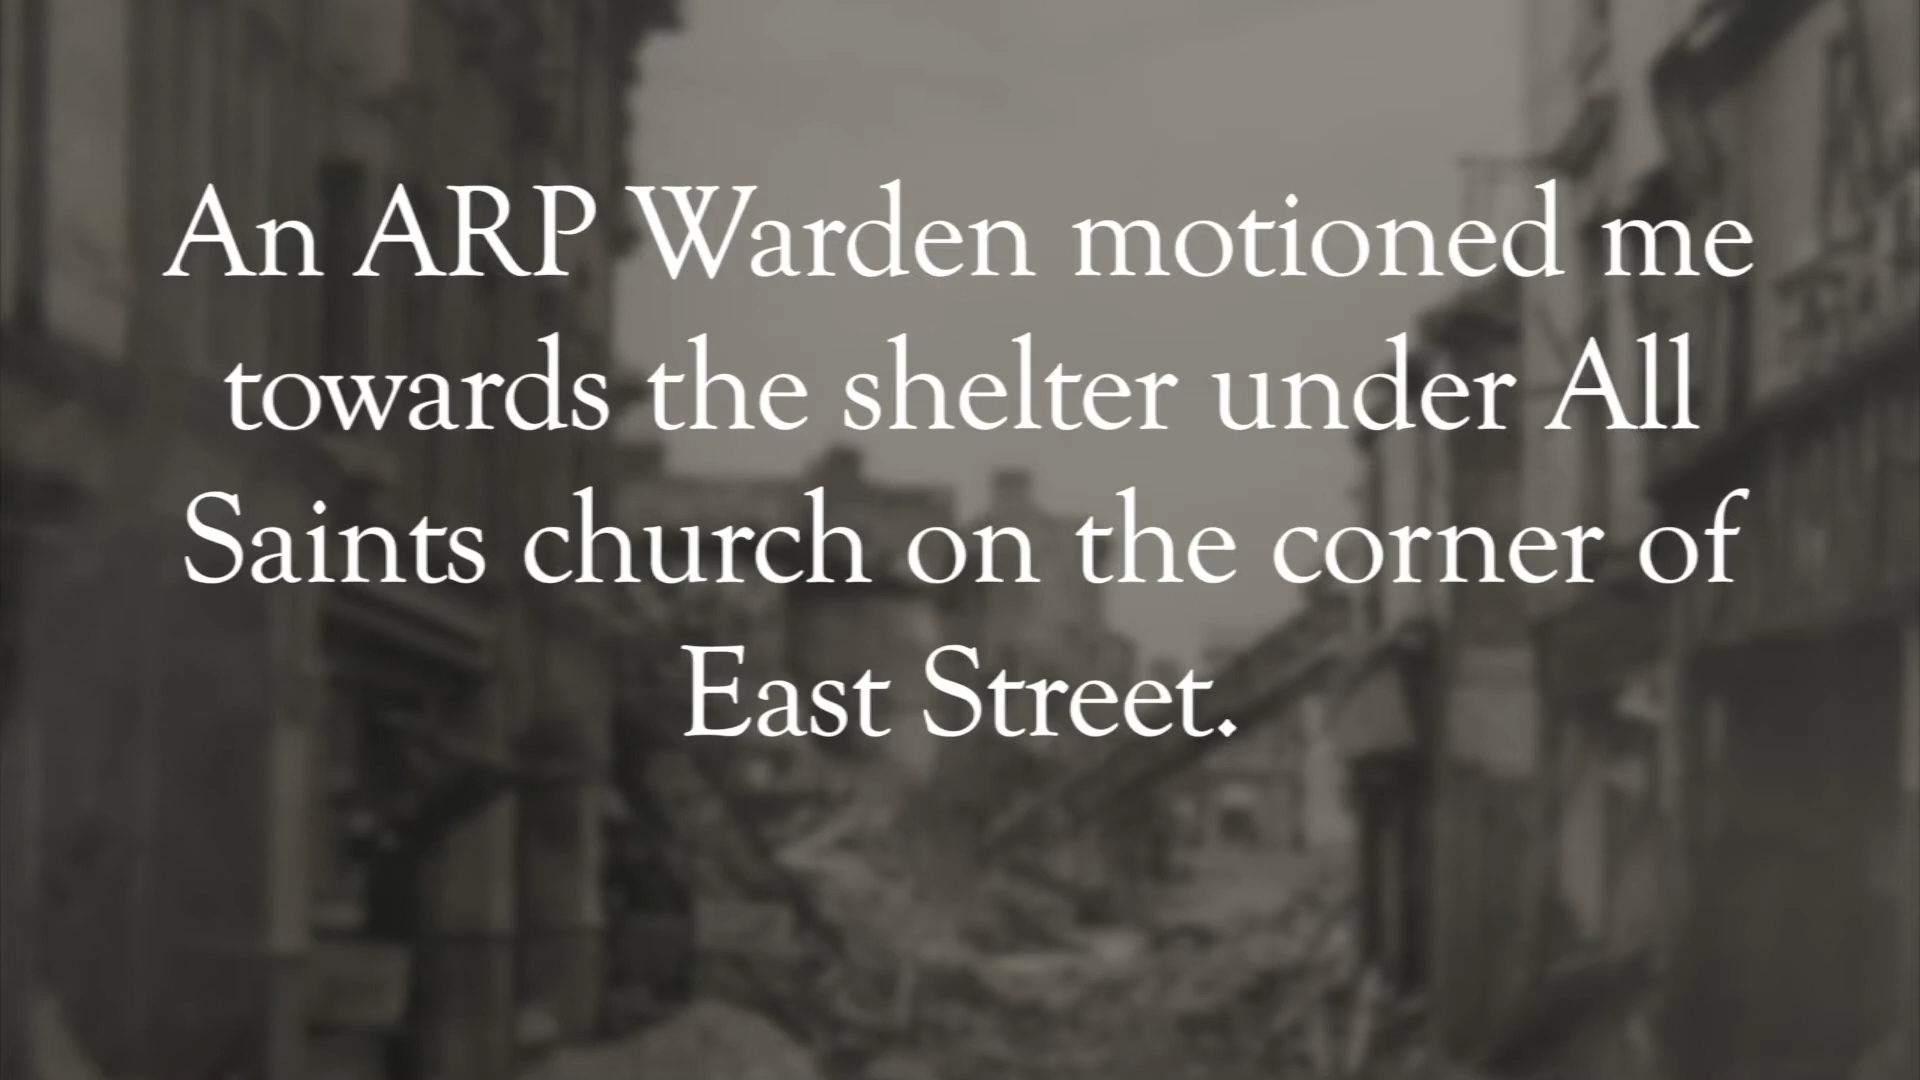 An ARP Warden motioned me
towards the shelter under All
Saints church on the corner of
East Street.